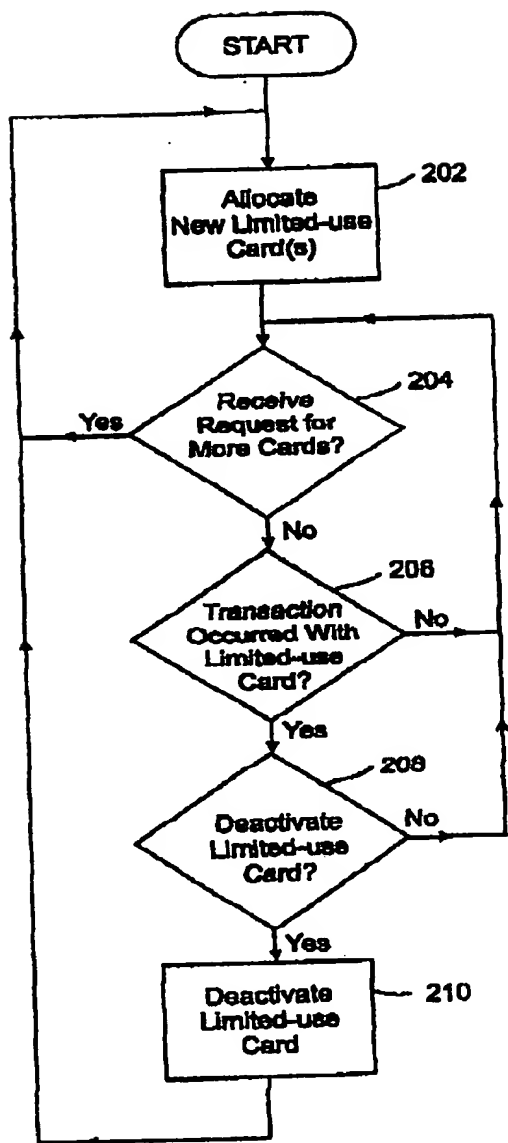 START
202
Allocate
New Limited-use
Card(s)
204
Receive
Request for
More Cards?
Yes
No
206
Transaction
Occurred With
Limited-use
Card?
No
Yes
208
Deactivate
Limited-use
Card?
No
Yes
210
Deactivate
Limited-use
Card